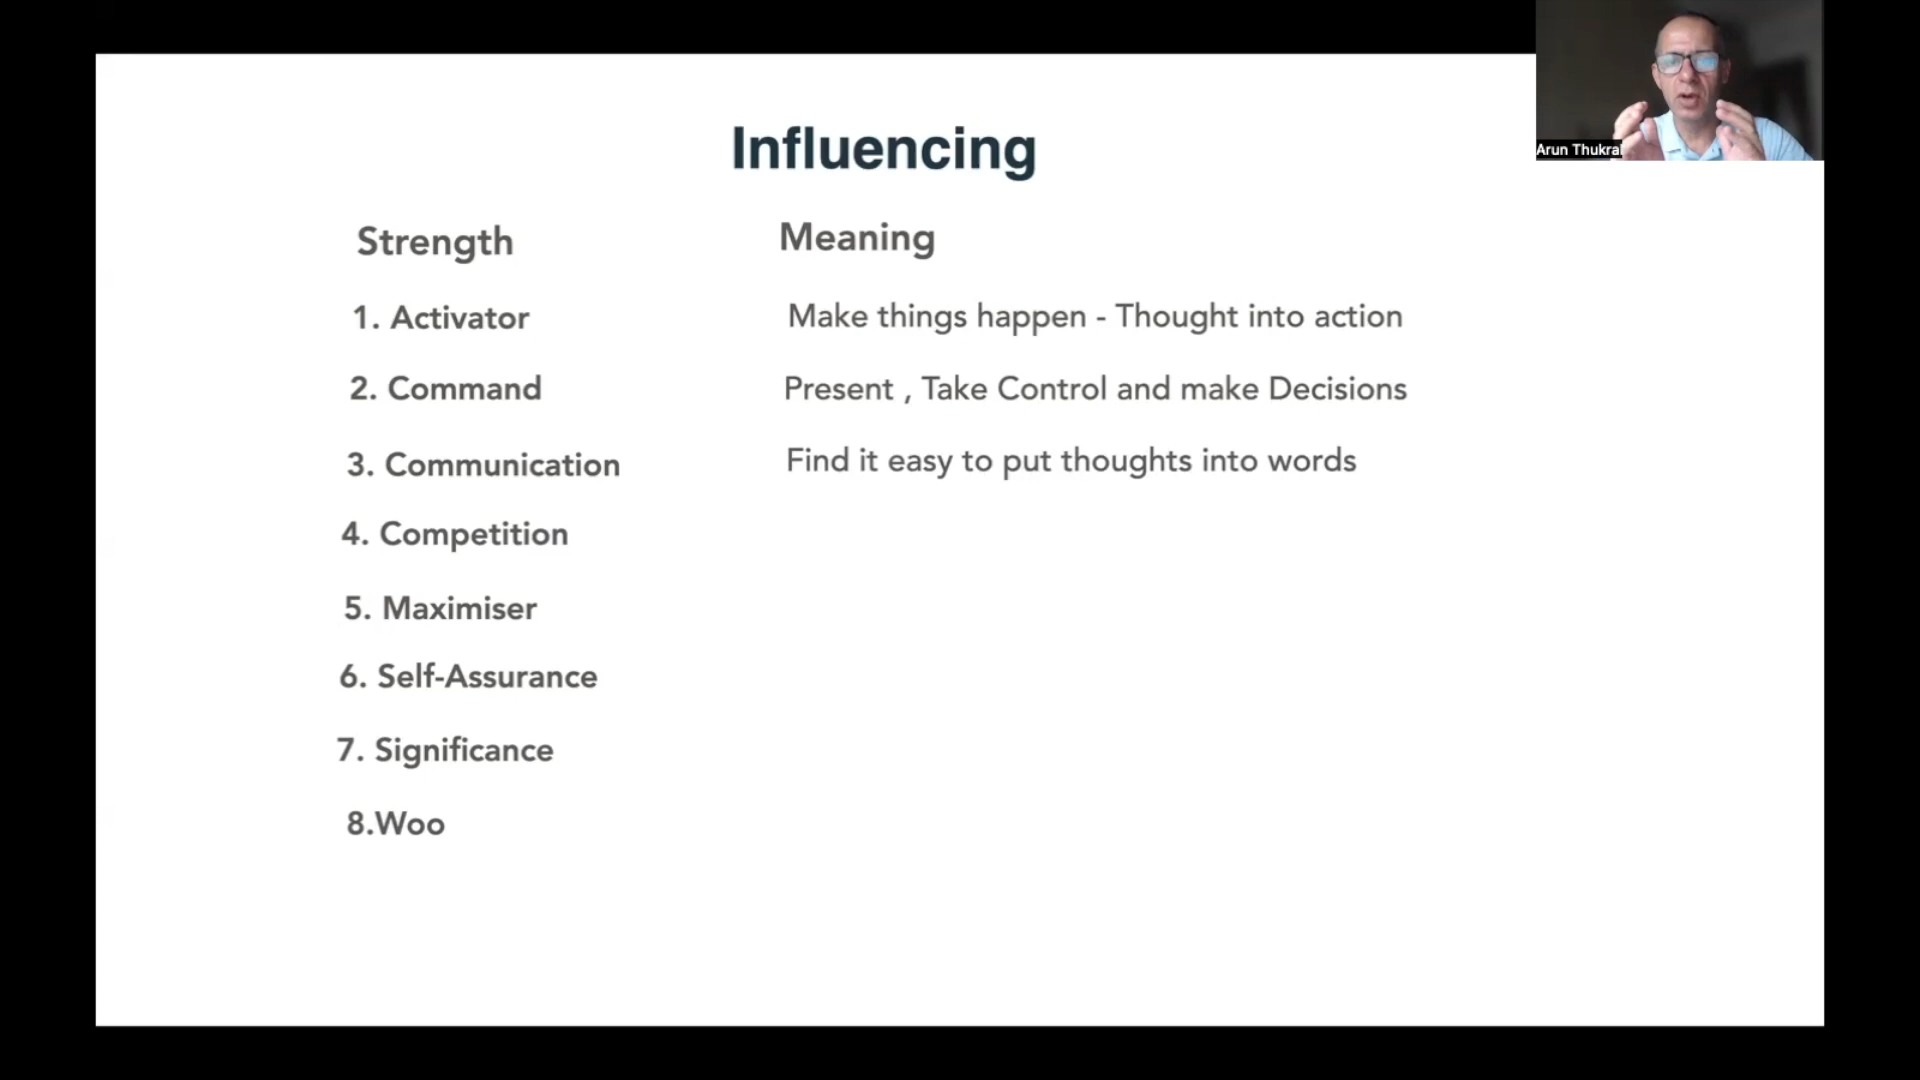 Influencing
Arun Thukral
Strength Meaning
1. Activator Make things happen - Thought into action
2. Command Present , Take Control and make Decisions
3. Communication Find it easy to put thoughts into words
4. Competition
5. Maximiser
6. Self-Assurance
7. Significance
8.Woo